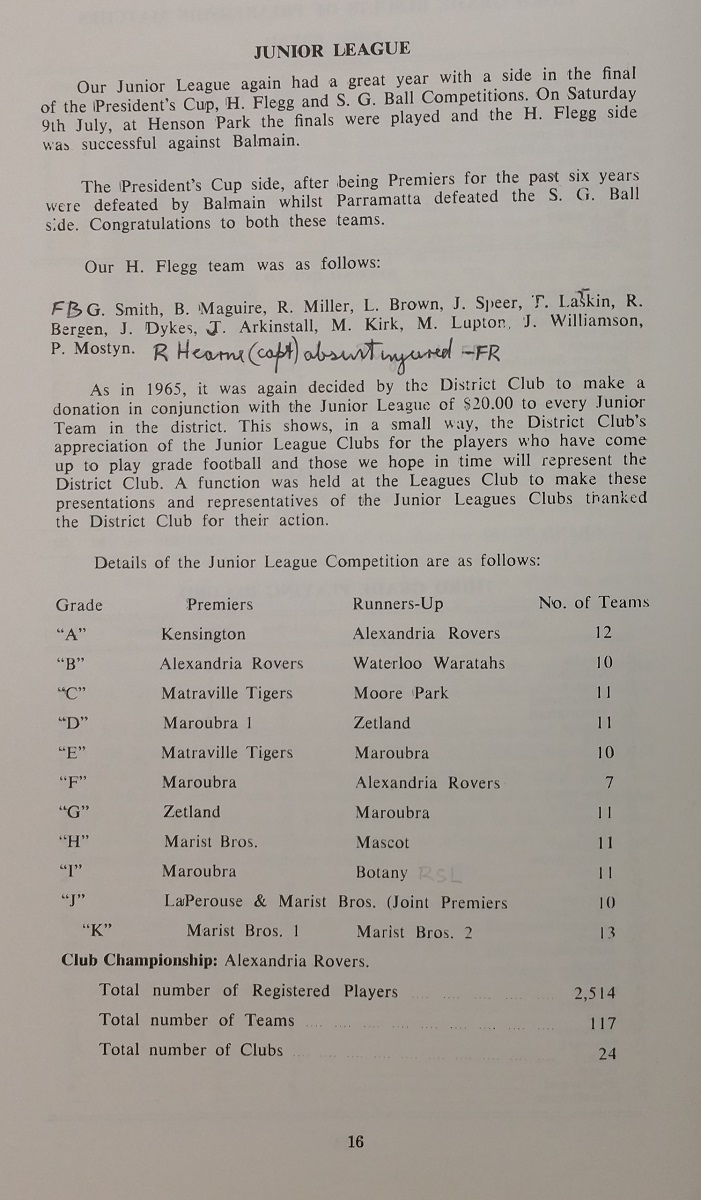 JUNIOR LEAGUE
Our Junior League again had a great year with a side in the final
of the President's Cup, H. Flegg and S. G. Ball Competitions. On Saturday
9th July, at Henson Park the finals were played and the H. Flegg side
was successful against Balmain.
The President's Cup side, after being Premiers for the past six years
were defeated by Balmain whilst Parramatta defeated the S. G. Ball
side. Congratulations to both these teams.
Our H. Flegg team was as follows:
FB G. Smith, B. Maguire, R. Miller, L. Brown, J. Speer, T. Laskin, R.
Bergen, J. Dykes, J. Arkinstall, M. Kirk, M. Lupton, J. Williamson,
P. Mostyn. R Hearne (capt) absent injured - FR
As in 1965, it was again decided by the District Club to make a
donation in conjunction with the Junior League of $20.00 to every Junior
Team in the district. This shows, in a small way, the District Club's
appreciation of the Junior League Clubs for the players who have come
up to play grade football and those we hope in time will represent the
District Club. A function was held at the Leagues Club to make these
presentations and representatives of the Junior Leagues Clubs thanked
the District Club for their action.
Details of the Junior League Competition are as follows:
Grade Premiers Runners-Up No. of Teams
"A" Kensington Alexandria Rovers 12
"B" Alexandria Rovers Waterloo Waratahs 10
"C" Matraville Tigers Moore Park 11
"D" Maroubra 1 Zetland 11
"E" Matraville Tigers Maroubra 10
"F" Maroubra Alexandria Rovers 7
"G" Zetland Maroubra 11
"H" Marist Bros. Mascot 11
"I" Maroubra Botany RSL 11
"J" LaPerouse & Marist Bros. (Joint Premiers 10
"K" Marist Bros. 1 Marist Bros. 2 13
Club Championship: Alexandria Rovers.
Total number of Registered Players 2,514
Total number of Teams 117
Total number of Clubs 24
16